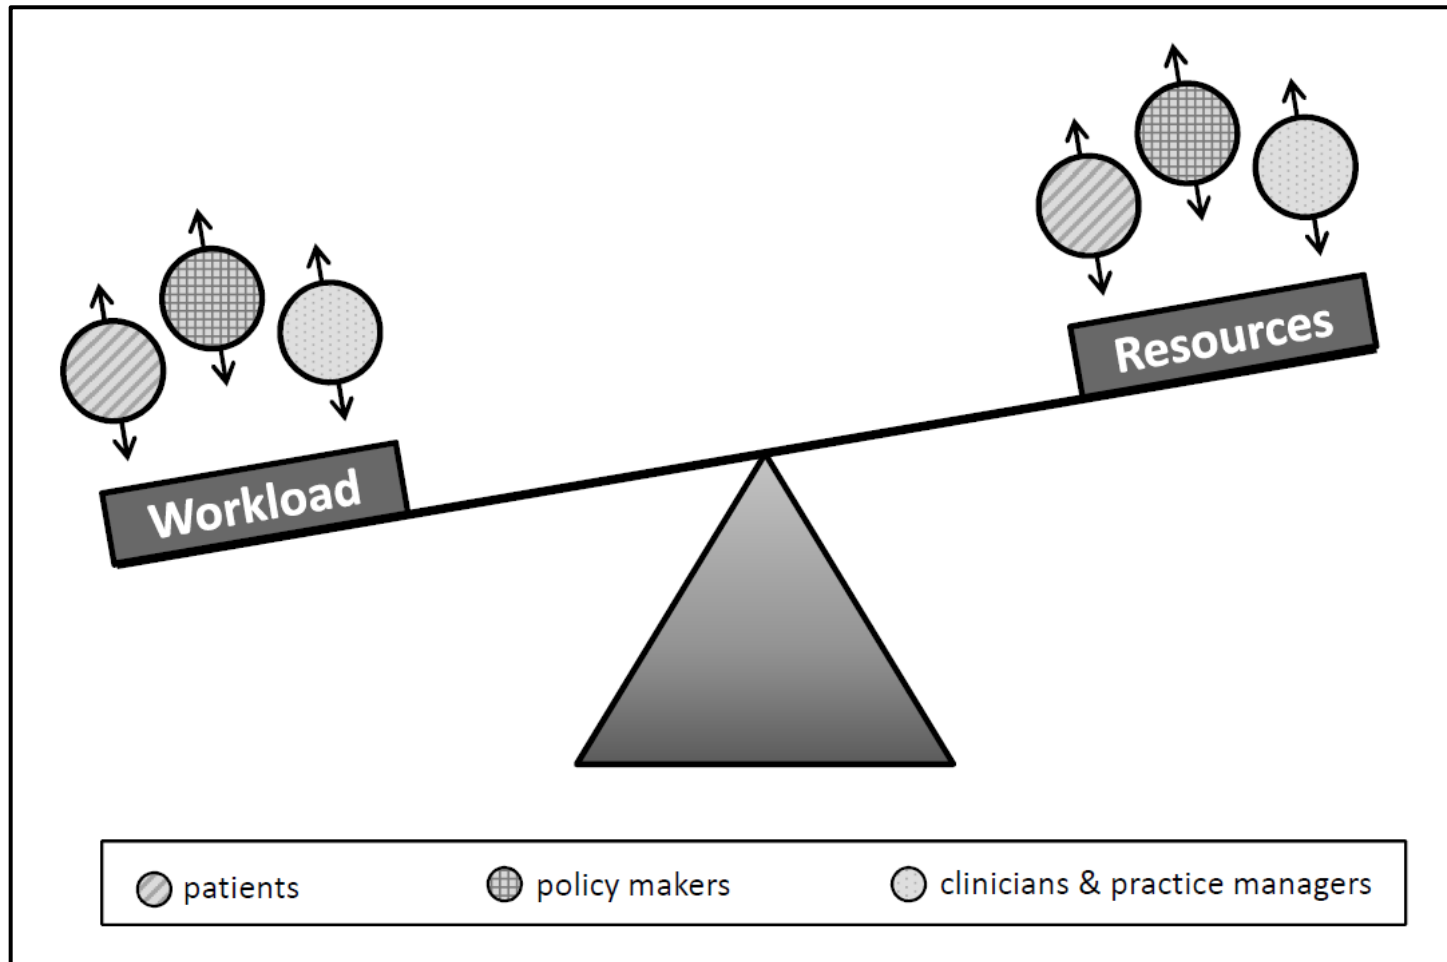 Resources
Workload
patients
policy makers
clinicians & practice managers